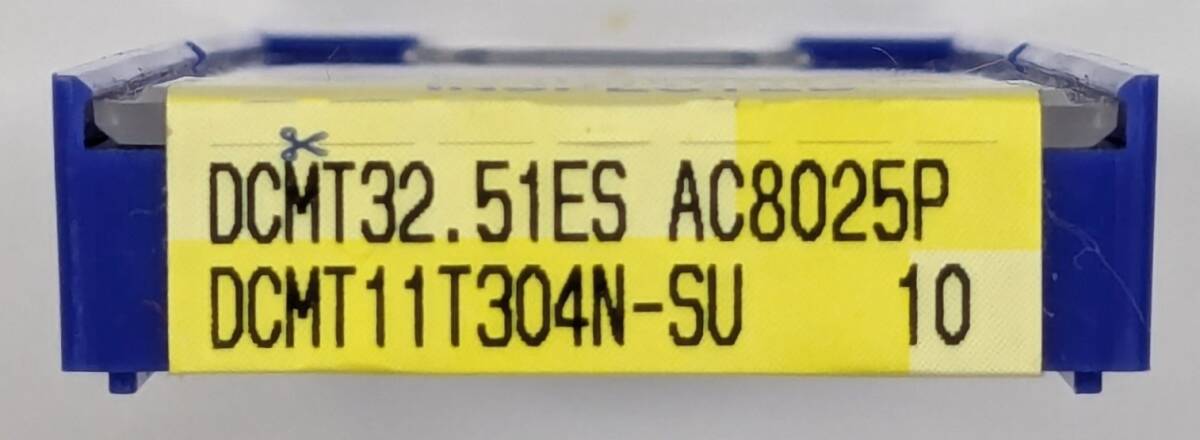 DCMT32.51ES AC8025P
DCMT11T304N-SU 10